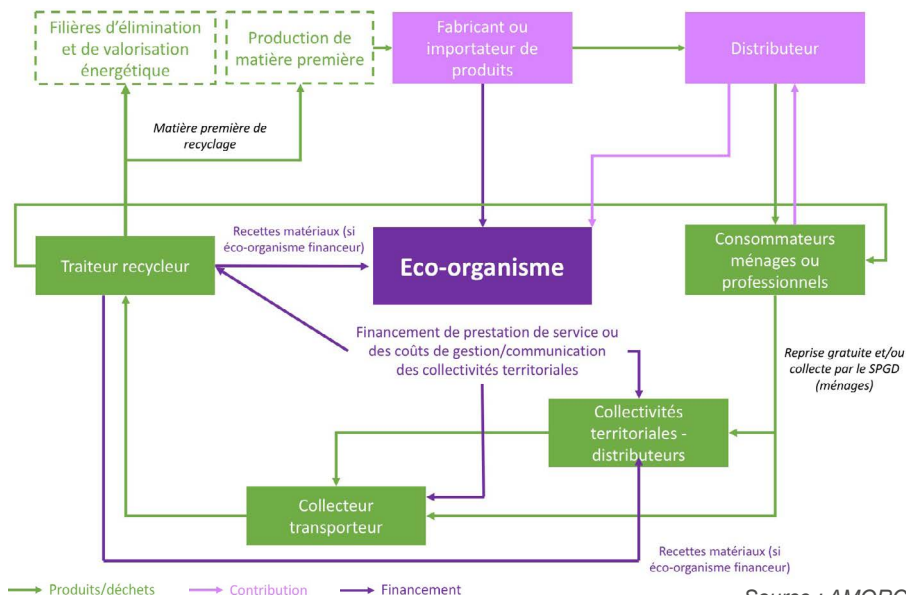 Filières d'élimination
et de valorisation
énergétique
Production de
matière première
Fabricant ou
importateur de
produits
Distributeur
Matière première de
recyclage
Recettes matériaux (si
éco-organisme financeur)
Traiteur recycleur
Eco-organisme
Consommateurs
ménages ou
professionnels
Financement de prestation de service ou
des coûts de gestion/communication
des collectivités territoriales
Reprise gratuite et/ou
collecte par le SPGD
(ménages)
Collectivités
territoriales -
distributeurs
Collecteur
transporteur
Recettes matériaux (si
éco-organisme financeur)
Produits/déchets
Contribution
Financement
Source :